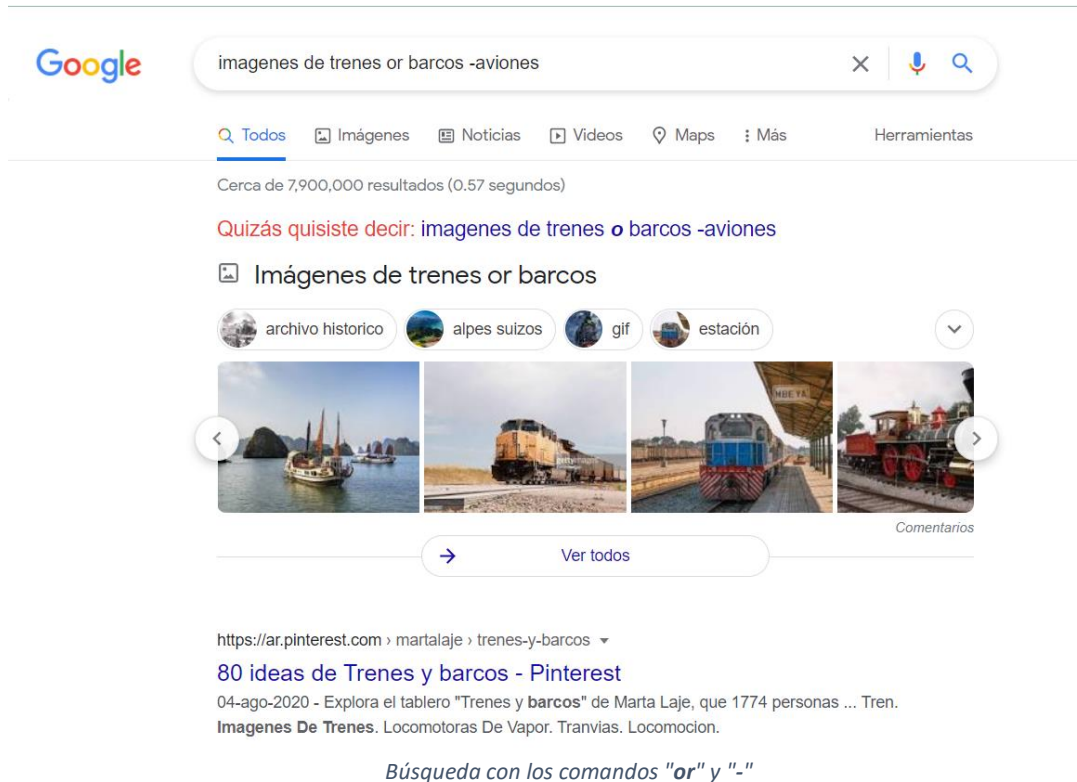 Google
imagenes de trenes or barcos -aviones
Todos Imágenes Noticias Videos Maps Más Herramientas
Cerca de 7,900,000 resultados (0.57 segundos)
Quizás quisiste decir: imagenes de trenes o barcos -aviones
Imágenes de trenes or barcos
archivo historico alpes suizos gif estación
MBEYA
gettyimages
Comentarios
Ver todos
https://ar.pinterest.com › martalaje › trenes-y-barcos
80 ideas de Trenes y barcos - Pinterest
04-ago-2020 - Explora el tablero "Trenes y barcos" de Marta Laje, que 1774 personas ... Tren.
Imagenes De Trenes. Locomotoras De Vapor. Tranvias. Locomocion.
Búsqueda con los comandos "or" y "-"